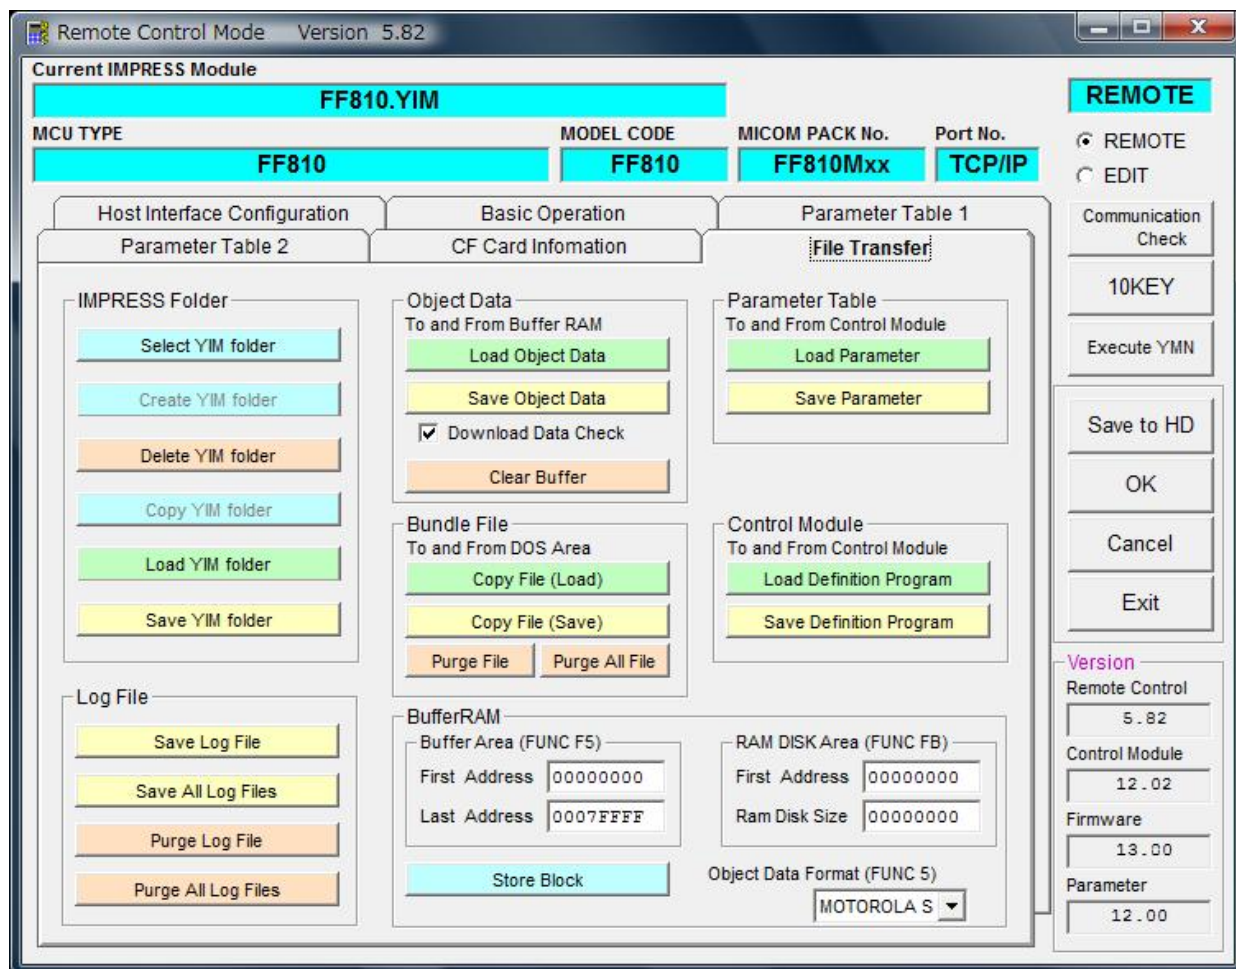 Remote Control Mode Version 5.82
Current IMPRESS Module
FF810.YIM
REMOTE
MCU TYPE MODEL CODE MICOM PACK No. Port No.
FF810 FF810 FF810Mxx TCP/IP
REMOTE
EDIT
Host Interface Configuration Basic Operation Parameter Table 1
Parameter Table 2 CF Card Infomation File Transfer
Communication
Check
10KEY
Execute YMN
Save to HD
OK
Cancel
Exit
IMPRESS Folder
Select YIM folder
Create YIM folder
Delete YIM folder
Copy YIM folder
Load YIM folder
Save YIM folder
Object Data
To and From Buffer RAM
Load Object Data
Save Object Data
Download Data Check
Clear Buffer
Parameter Table
To and From Control Module
Load Parameter
Save Parameter
Bundle File
To and From DOS Area
Copy File (Load)
Copy File (Save)
Purge File Purge All File
Control Module
To and From Control Module
Load Definition Program
Save Definition Program
Log File
Save Log File
Save All Log Files
Purge Log File
Purge All Log Files
BufferRAM
Buffer Area (FUNC F5)
First Address 00000000
Last Address 0007FFFF
RAM DISK Area (FUNC FB)
First Address 00000000
Ram Disk Size 00000000
Store Block
Object Data Format (FUNC 5)
MOTOROLA S
Version
Remote Control
5.82
Control Module
12.02
Firmware
13.00
Parameter
12.00